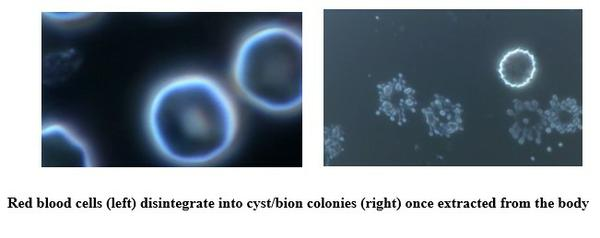 Red blood cells (left) disintegrate into cyst/bion colonies (right) once extracted from the body